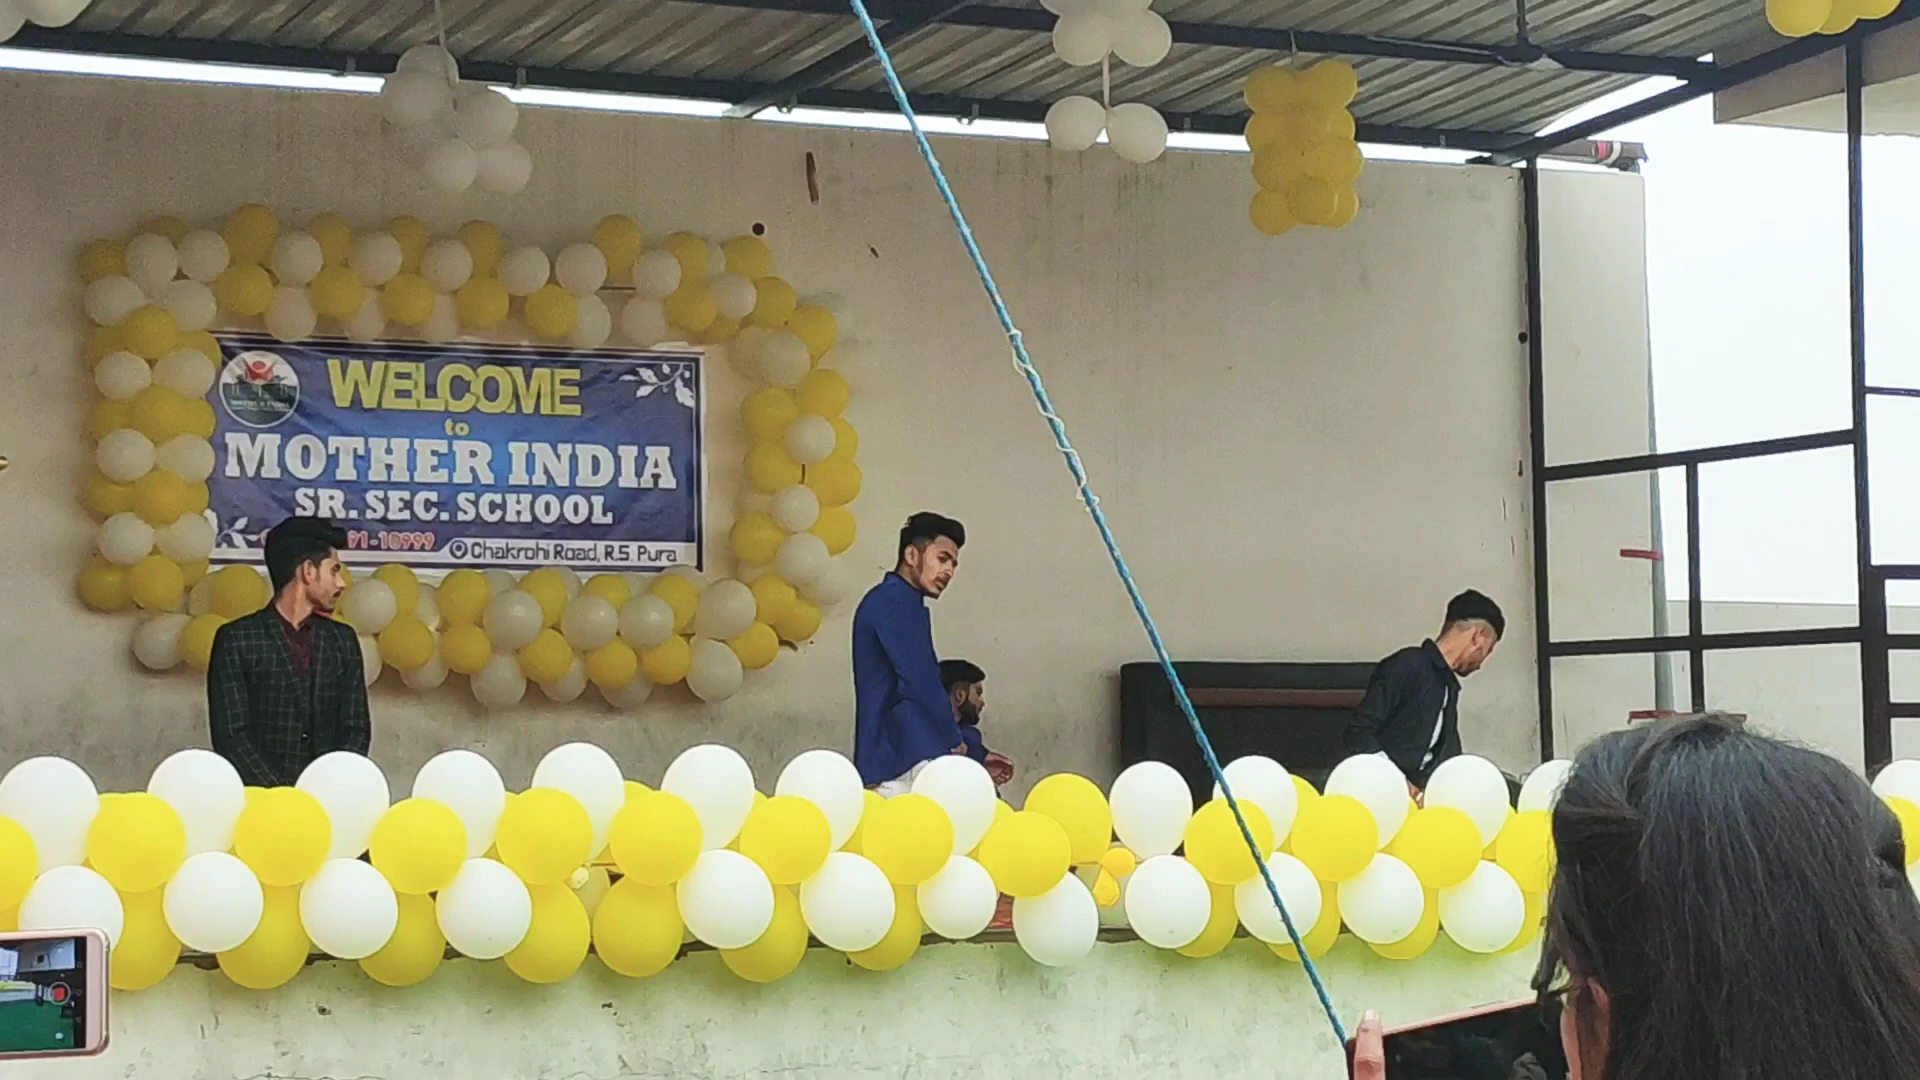 WELCOME
to
MOTHER INDIA
SR. SEC. SCHOOL
91-10999 Chakrohi Road, R.S. Pura